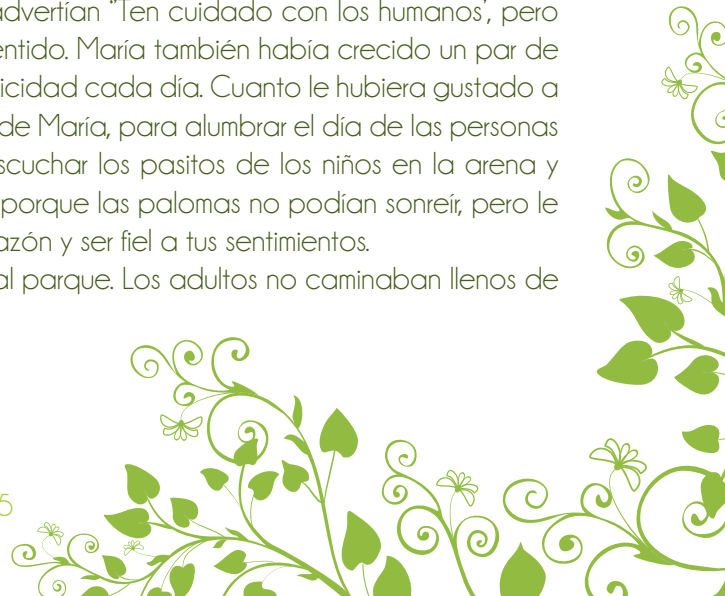 advertían “Ten cuidado con los humanos”, pero
entido. María también había crecido un par de
icidad cada día. Cuanto le hubiera gustado a
de María, para alumbrar el día de las personas
scuchar los pasitos de los niños en la arena y
porque las palomas no podían sonreír, pero le
azón y ser fiel a tus sentimientos.
al parque. Los adultos no caminaban llenos de
5